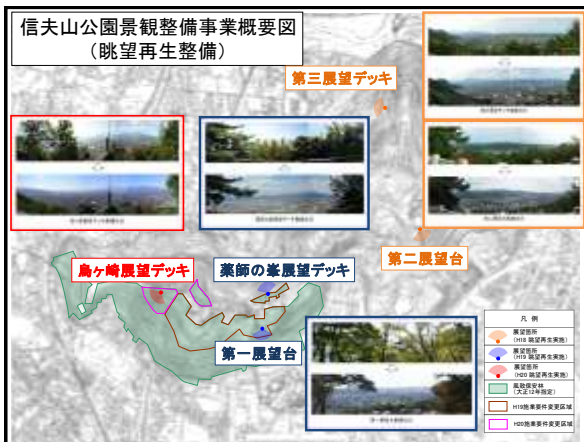 信夫山公園景観整備事業概要図
（眺望再生整備）
第三展望デッキ
第二展望台
烏ヶ崎展望デッキ
薬師の峯展望デッキ
第一展望台
凡 例
展望箇所
（H18 眺望再生実施）
展望箇所
（H19 眺望再生実施）
展望箇所
（H20 眺望再生実施）
風致保安林
（大正12年指定）
H19施業要件変更区域
H20施業要件変更区域